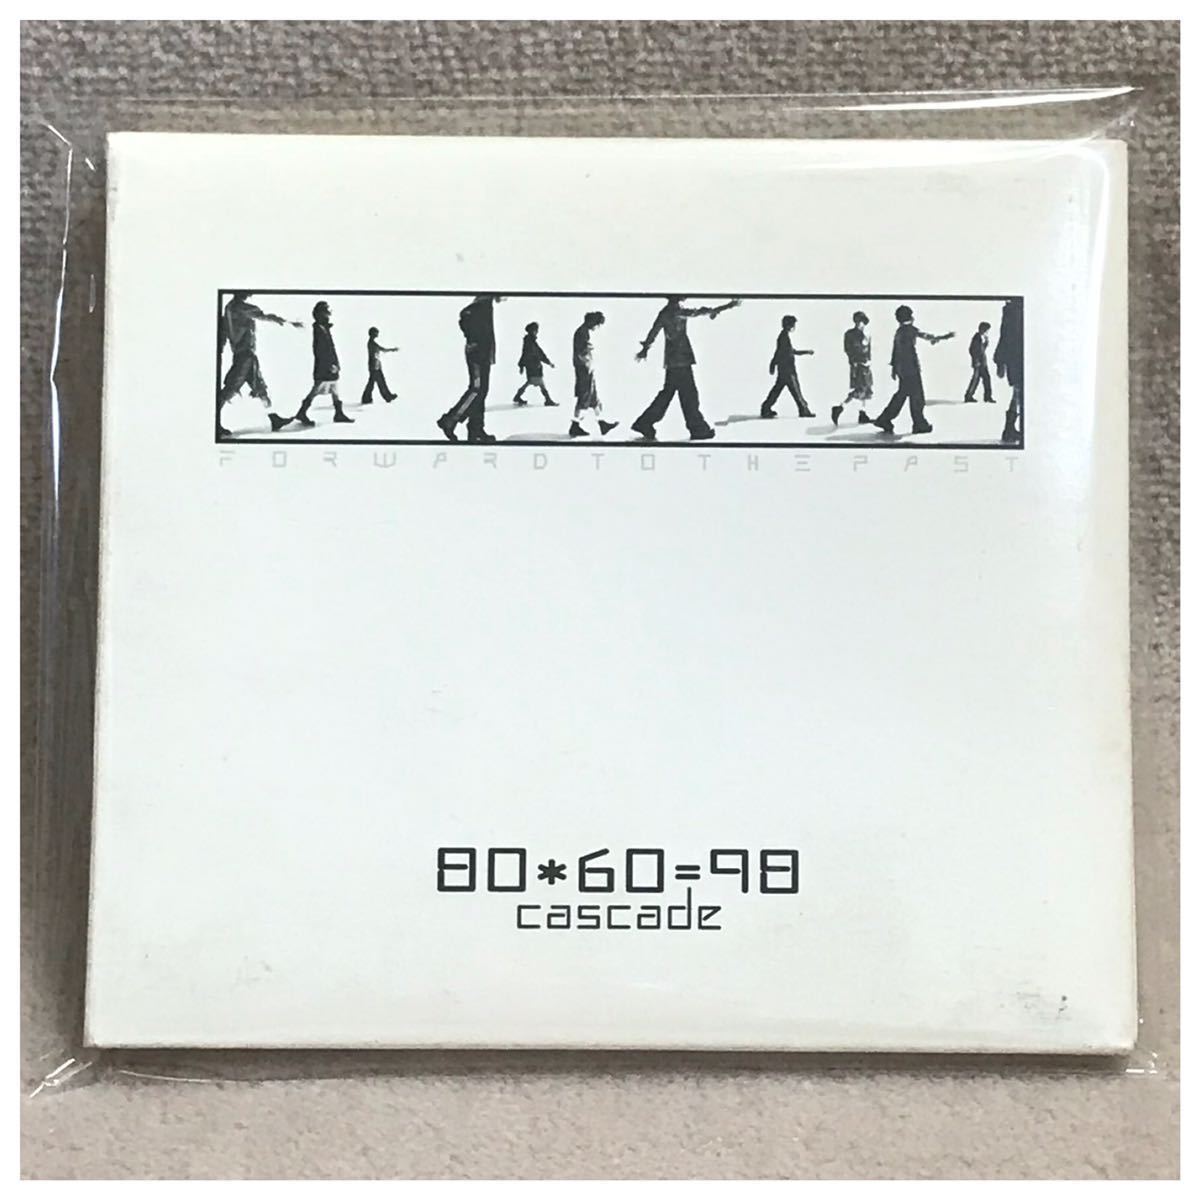 FORWARD TO THE PAST
80*60=98
cascade